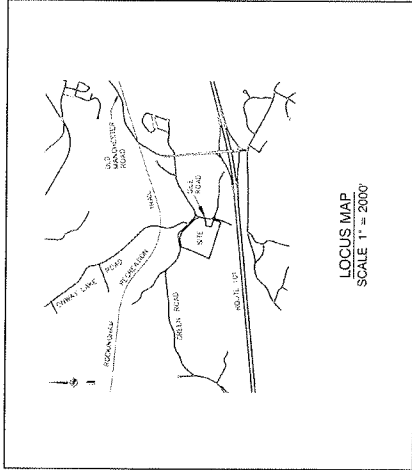 OLD
MANCHESTER
ROAD
TRAIL
ROAD
RECREATION
ROCKINGHAM
ONWAY LAKE
ROAD
SITE
GREEN ROAD
ROUTE 101
LOCUS MAP
SCALE 1" = 2000'